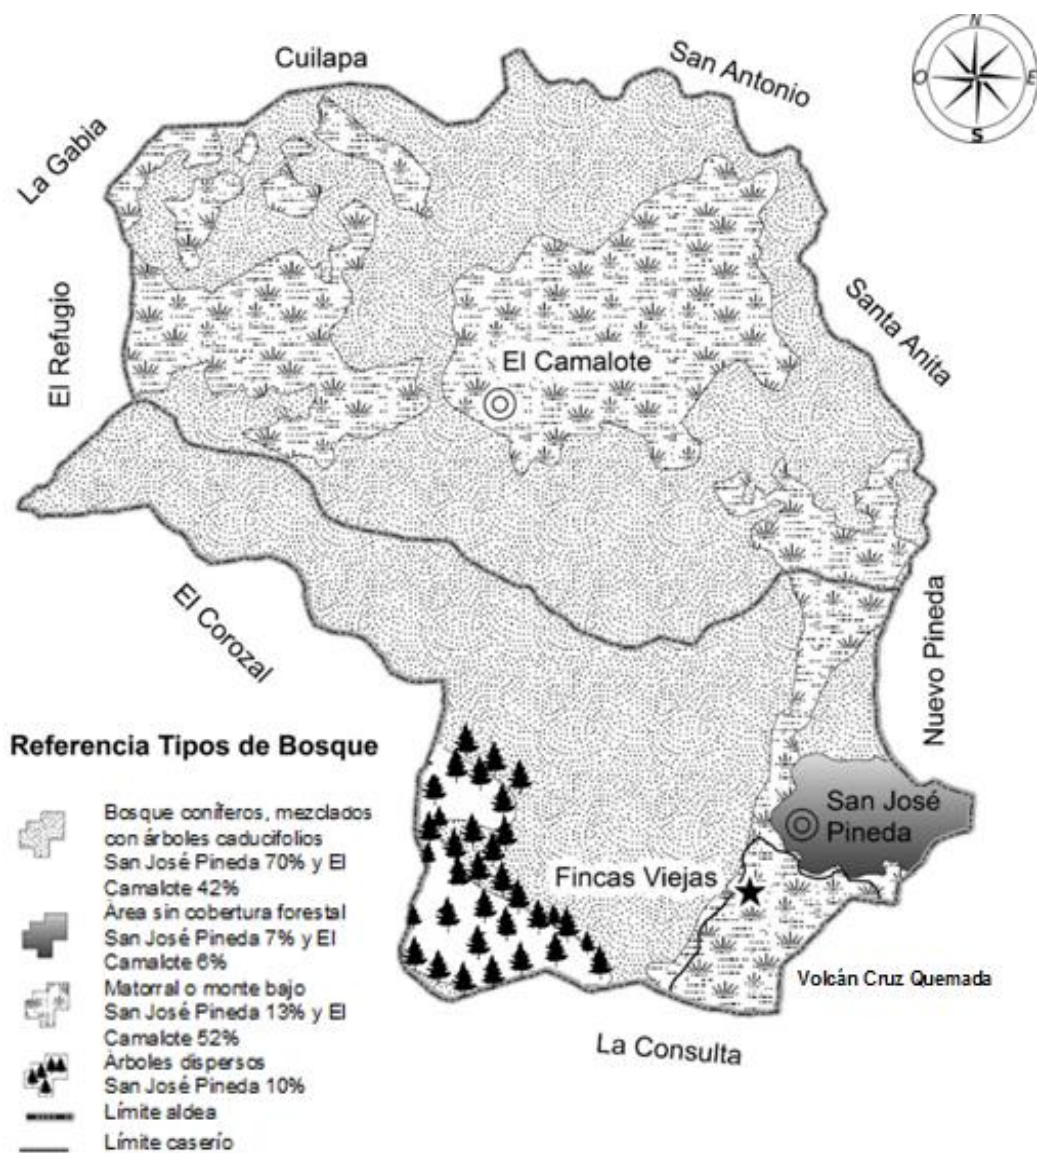 Cuilapa
San Antonio
N
O
E
S
La Gabia
Santa Anita
El Refugio
El Camalote
El Corozal
Nuevo Pineda
San José
Pineda
Fincas Viejas
Volcán Cruz Quemada
La Consulta
Referencia Tipos de Bosque
Bosque coníferos, mezclados
con árboles caducifolios
San José Pineda 70% y El
Camalote 42%
Área sin cobertura forestal
San José Pineda 7% y El
Camalote 6%
Matorral o monte bajo
San José Pineda 13% y El
Camalote 52%
Árboles dispersos
San José Pineda 10%
Límite aldea
Límite caserío